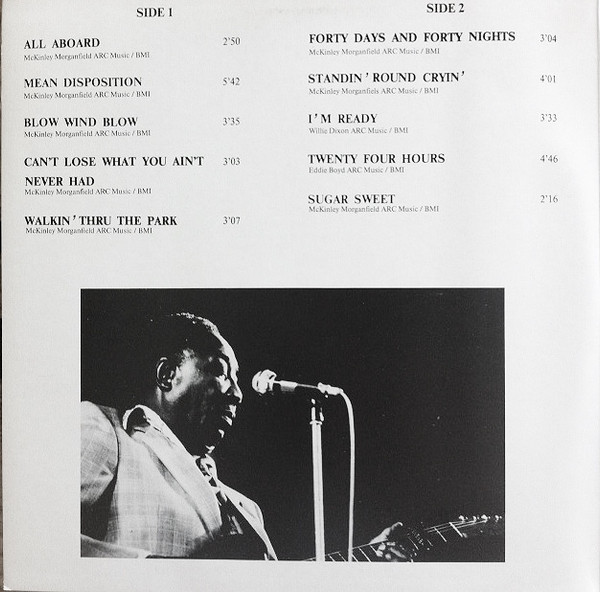 SIDE 1
ALL ABOARD 2'50
McKinley Morganfield ARC Music / BMI
MEAN DISPOSITION 5'42
McKinley Morganfield ARC Music / BMI
BLOW WIND BLOW 3'35
McKinley Morganfield ARC Music / BMI
CAN'T LOSE WHAT YOU AIN'T 3'03
NEVER HAD
McKinley Morganfield ARC Music / BMI
WALKIN' THRU THE PARK 3'07
McKinley Morganfield ARC Music / BMI
SIDE 2
FORTY DAYS AND FORTY NIGHTS 3'04
McKinley Morganfield ARC Music / BMI
STANDIN' ROUND CRYIN' 4'01
McKinley Morganfiels ARC Music / BMI
I'M READY 3'33
Willie Dixon ARC Music / BMI
TWENTY FOUR HOURS 4'46
Eddie Boyd ARC Music / BMI
SUGAR SWEET 2'16
McKinley Morganfield ARC Music / BMI